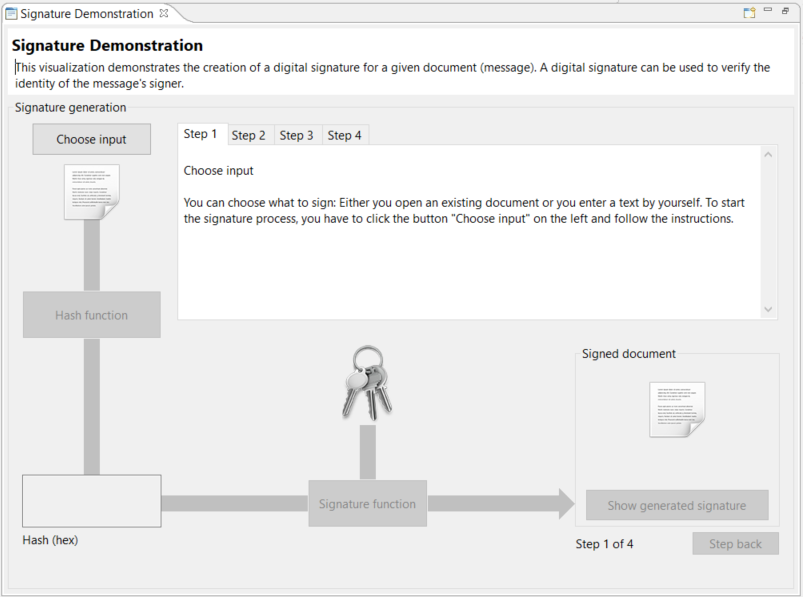 Signature Demonstration
Signature Demonstration
This visualization demonstrates the creation of a digital signature for a given document (message). A digital signature can be used to verify the
identity of the message's signer.
Signature generation
Choose input
Step 1 Step 2 Step 3 Step 4
Choose input
You can choose what to sign: Either you open an existing document or you enter a text by yourself. To start
the signature process, you have to click the button "Choose input" on the left and follow the instructions.
Hash function
Signed document
Signature function
Show generated signature
Hash (hex)
Step 1 of 4
Step back